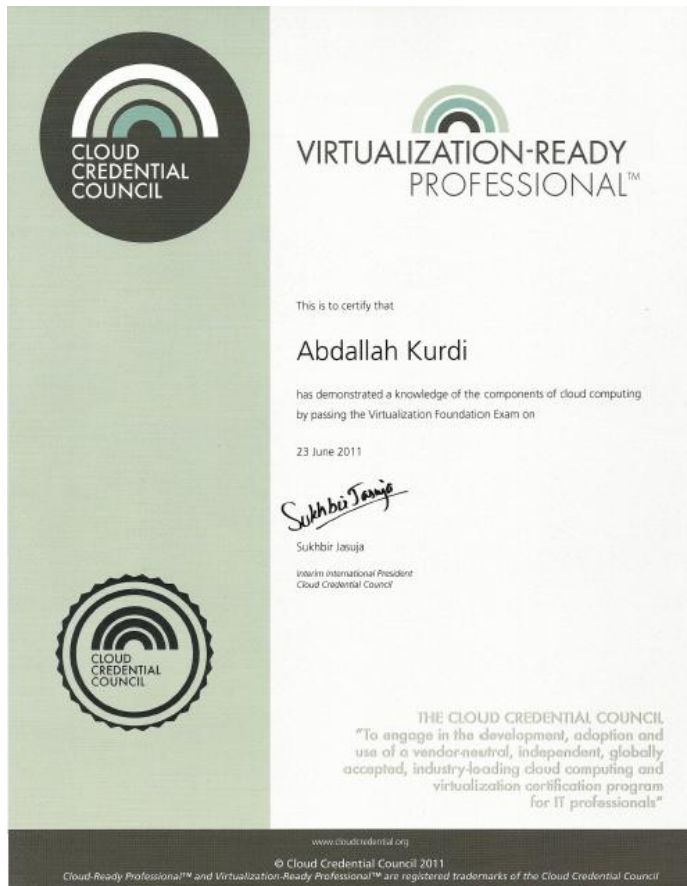 CLOUD
CREDENTIAL
COUNCIL
VIRTUALIZATION-READY
PROFESSIONAL™
This is to certify that
Abdallah Kurdi
has demonstrated a knowledge of the components of cloud computing
by passing the Virtualization Foundation Exam on
23 June 2011
Sukhbir Jasuja
Sukhbir Jasuja
Interim International President
Cloud Credential Council
CLOUD
CREDENTIAL
COUNCIL
THE CLOUD CREDENTIAL COUNCIL
"To engage in the development, adoption and
use of a vendor-neutral, independent, globally
accepted, industry-leading cloud computing and
virtualization certification program
for IT professionals"
www.cloudcredential.org
© Cloud Credential Council 2011
Cloud-Ready Professional™ and Virtualization-Ready Professional™ are registered trademarks of the Cloud Credential Council